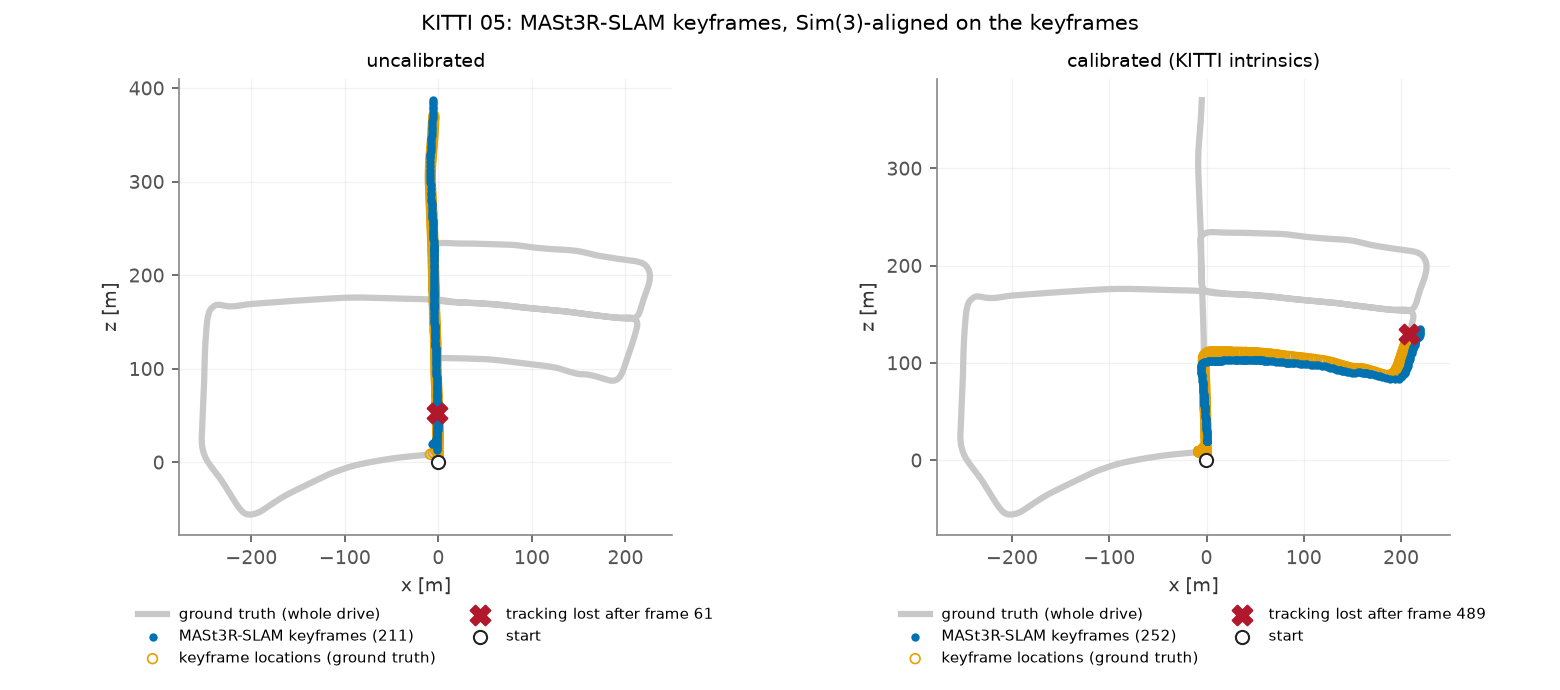 KITTI 05: MASt3R-SLAM keyframes, Sim(3)-aligned on the keyframes
uncalibrated
400
300
200
100
0
z [m]
−200
−100
0
100
200
x [m]
ground truth (whole drive)
MASt3R-SLAM keyframes (211)
keyframe locations (ground truth)
tracking lost after frame 61
start
calibrated (KITTI intrinsics)
300
200
100
0
z [m]
−200
−100
0
100
200
x [m]
ground truth (whole drive)
MASt3R-SLAM keyframes (252)
keyframe locations (ground truth)
tracking lost after frame 489
start